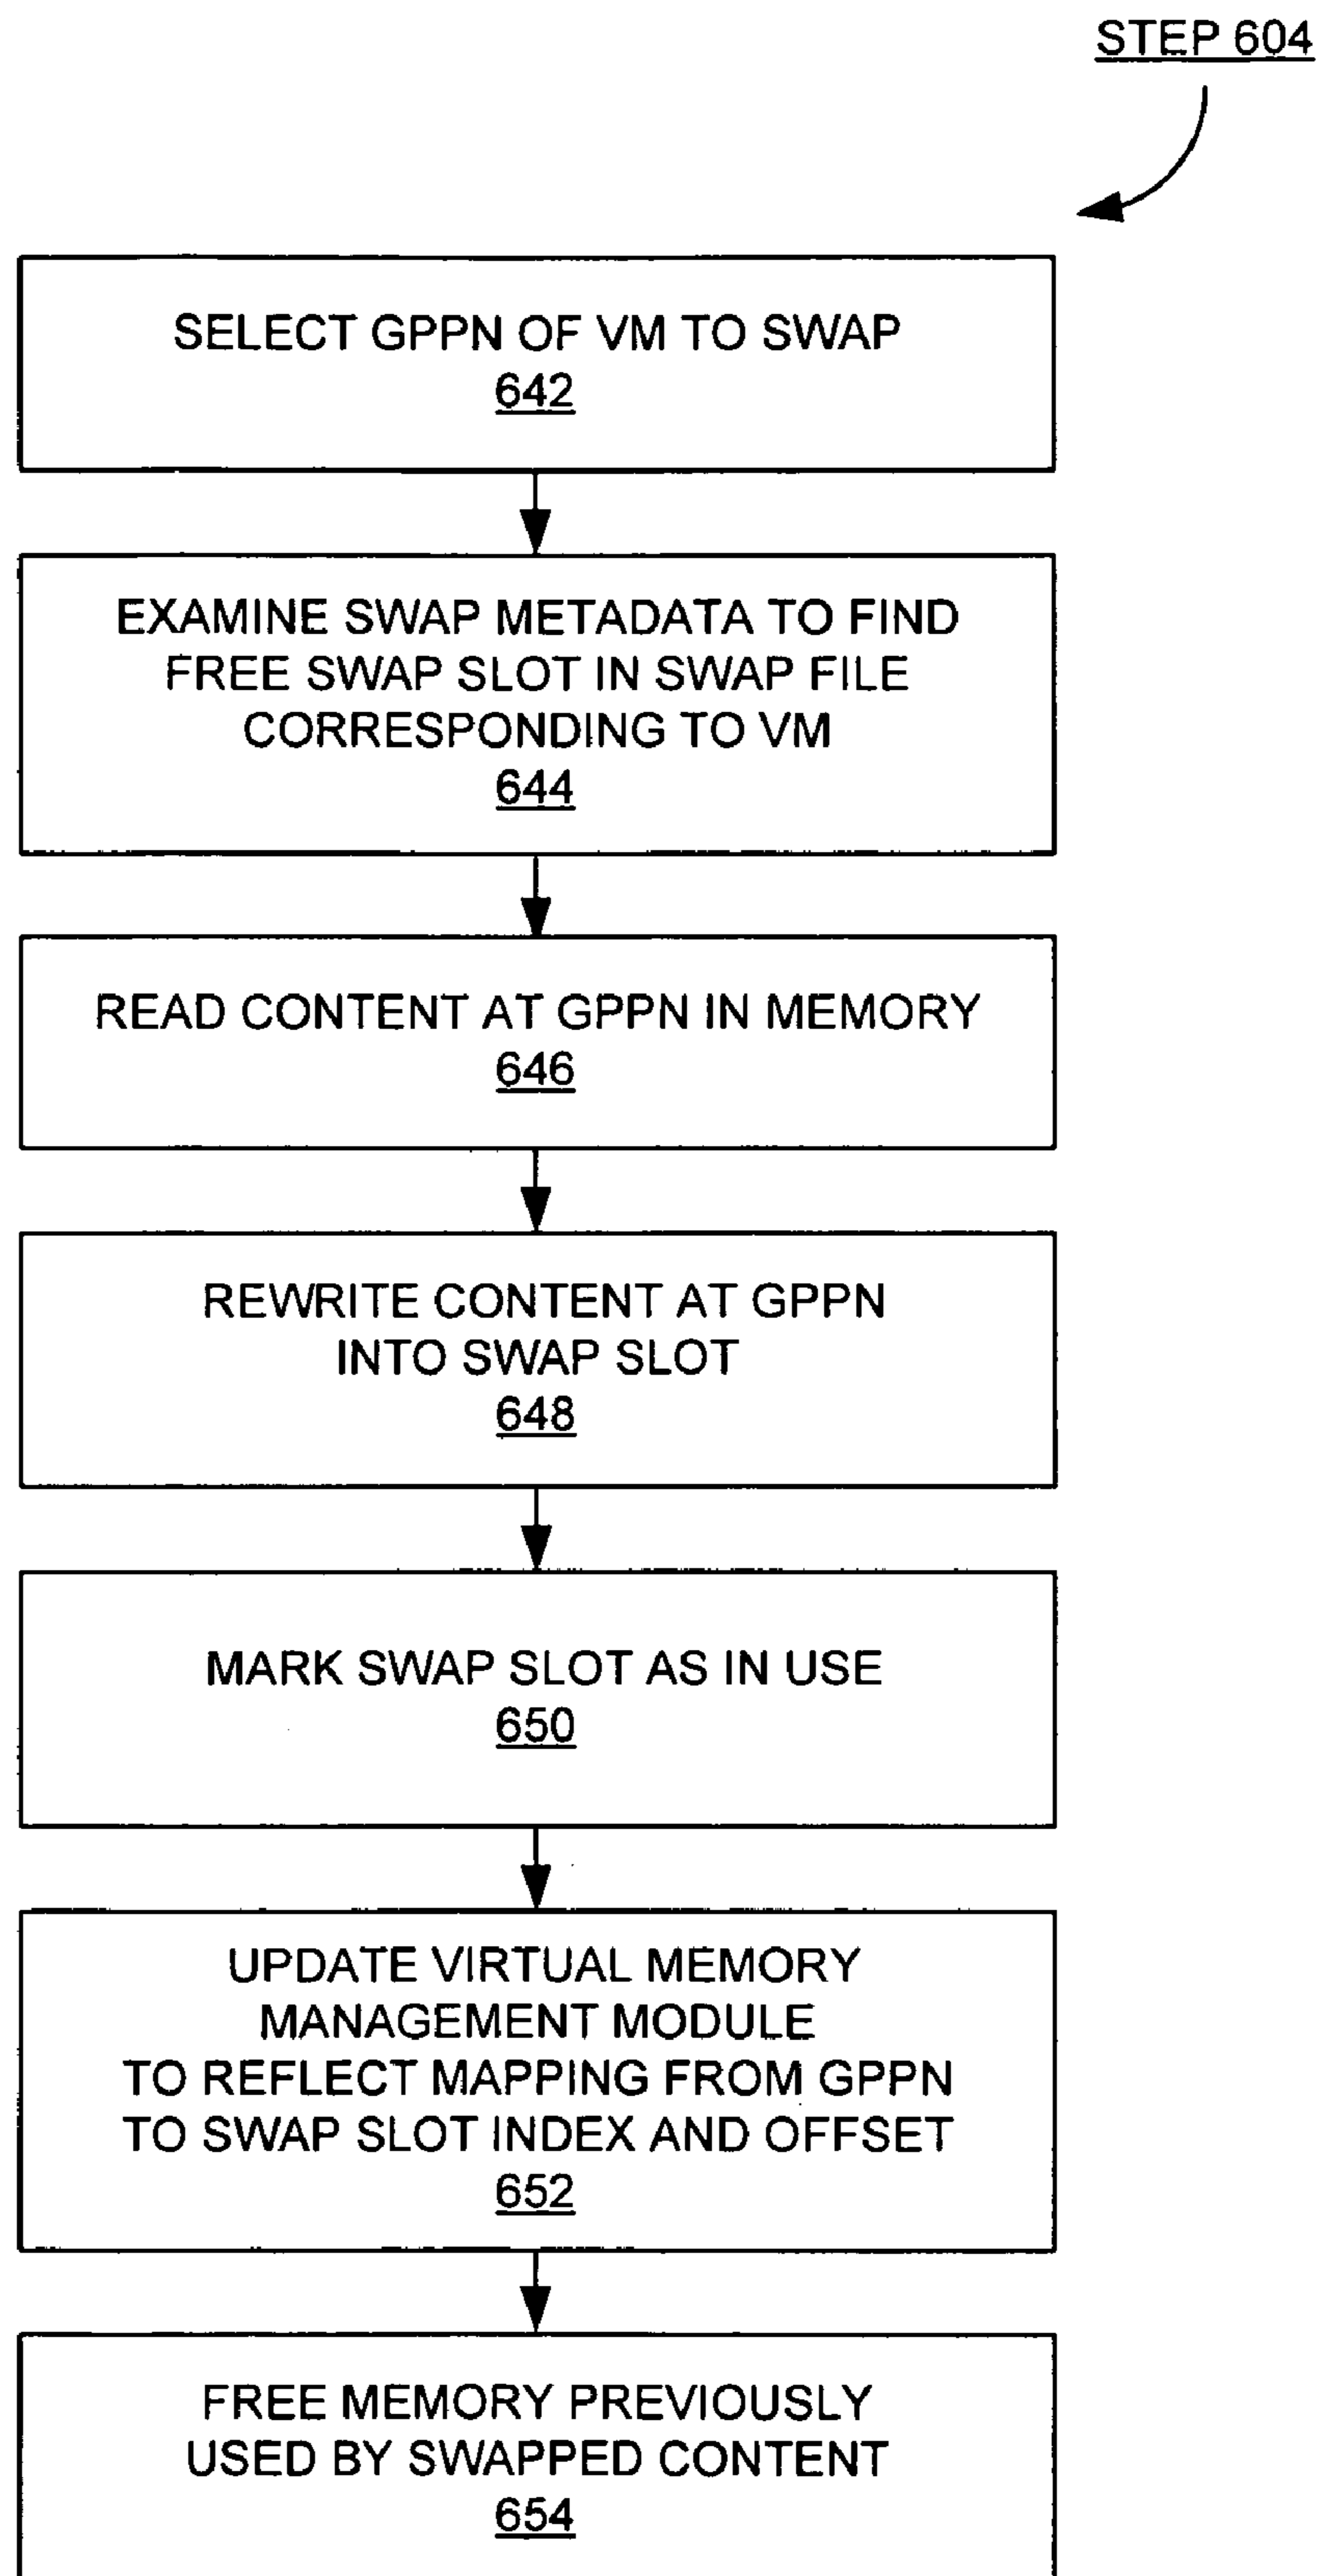 STEP 604
SELECT GPPN OF VM TO SWAP
642
EXAMINE SWAP METADATA TO FIND
FREE SWAP SLOT IN SWAP FILE
CORRESPONDING TO VM
644
READ CONTENT AT GPPN IN MEMORY
646
REWRITE CONTENT AT GPPN
INTO SWAP SLOT
648
MARK SWAP SLOT AS IN USE
650
UPDATE VIRTUAL MEMORY
MANAGEMENT MODULE
TO REFLECT MAPPING FROM GPPN
TO SWAP SLOT INDEX AND OFFSET
652
FREE MEMORY PREVIOUSLY
USED BY SWAPPED CONTENT
654